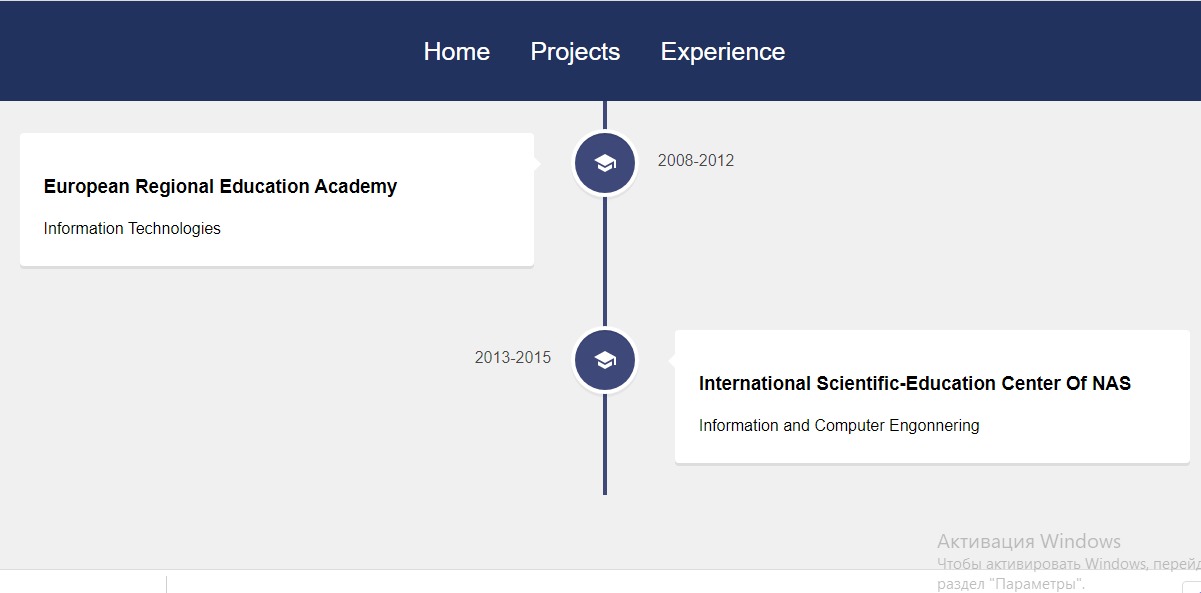 Home Projects Experience
2008-2012
European Regional Education Academy
Information Technologies
2013-2015
International Scientific-Education Center Of NAS
Information and Computer Engonnering
Активация Windows
Чтобы активировать Windows, перейд
раздел "Параметры".